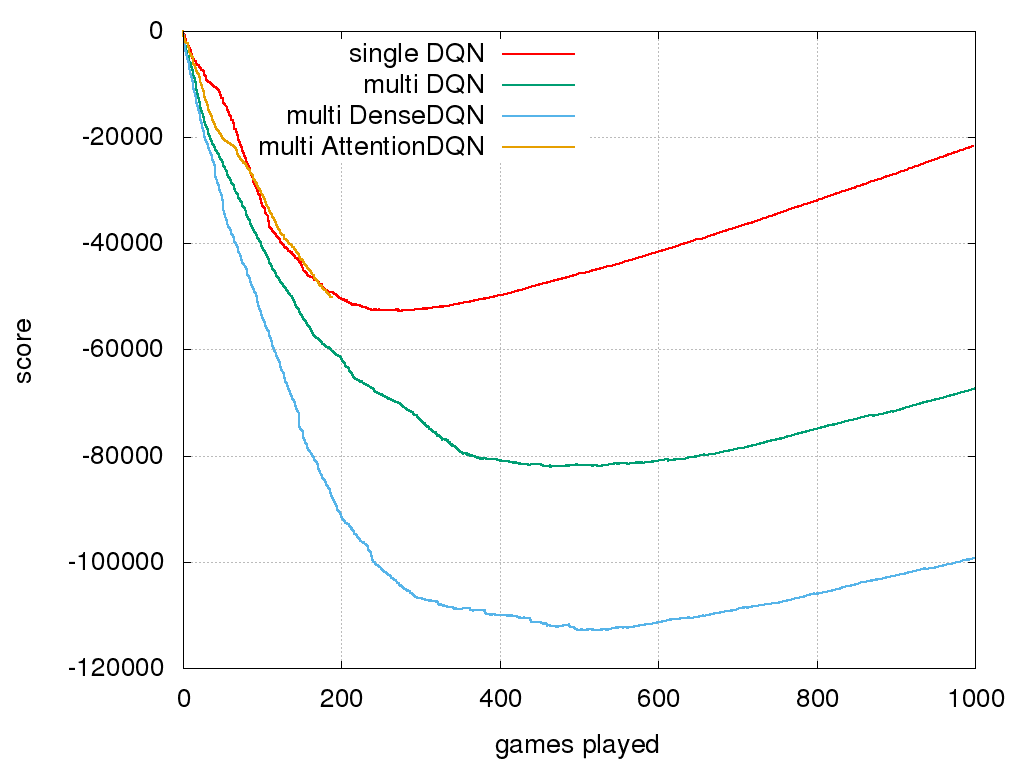 0
-20000
-40000
-60000
-80000
-100000
-120000
0 200 400 600 800 1000
score
games played
single DQN
multi DQN
multi DenseDQN
multi AttentionDQN